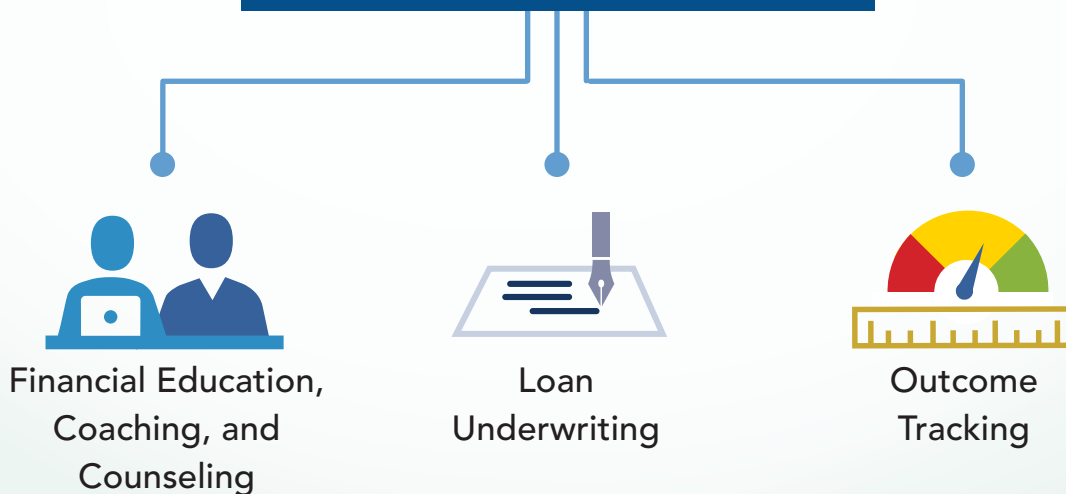 Financial Education,
Coaching, and
Counseling
Loan
Underwriting
Outcome
Tracking